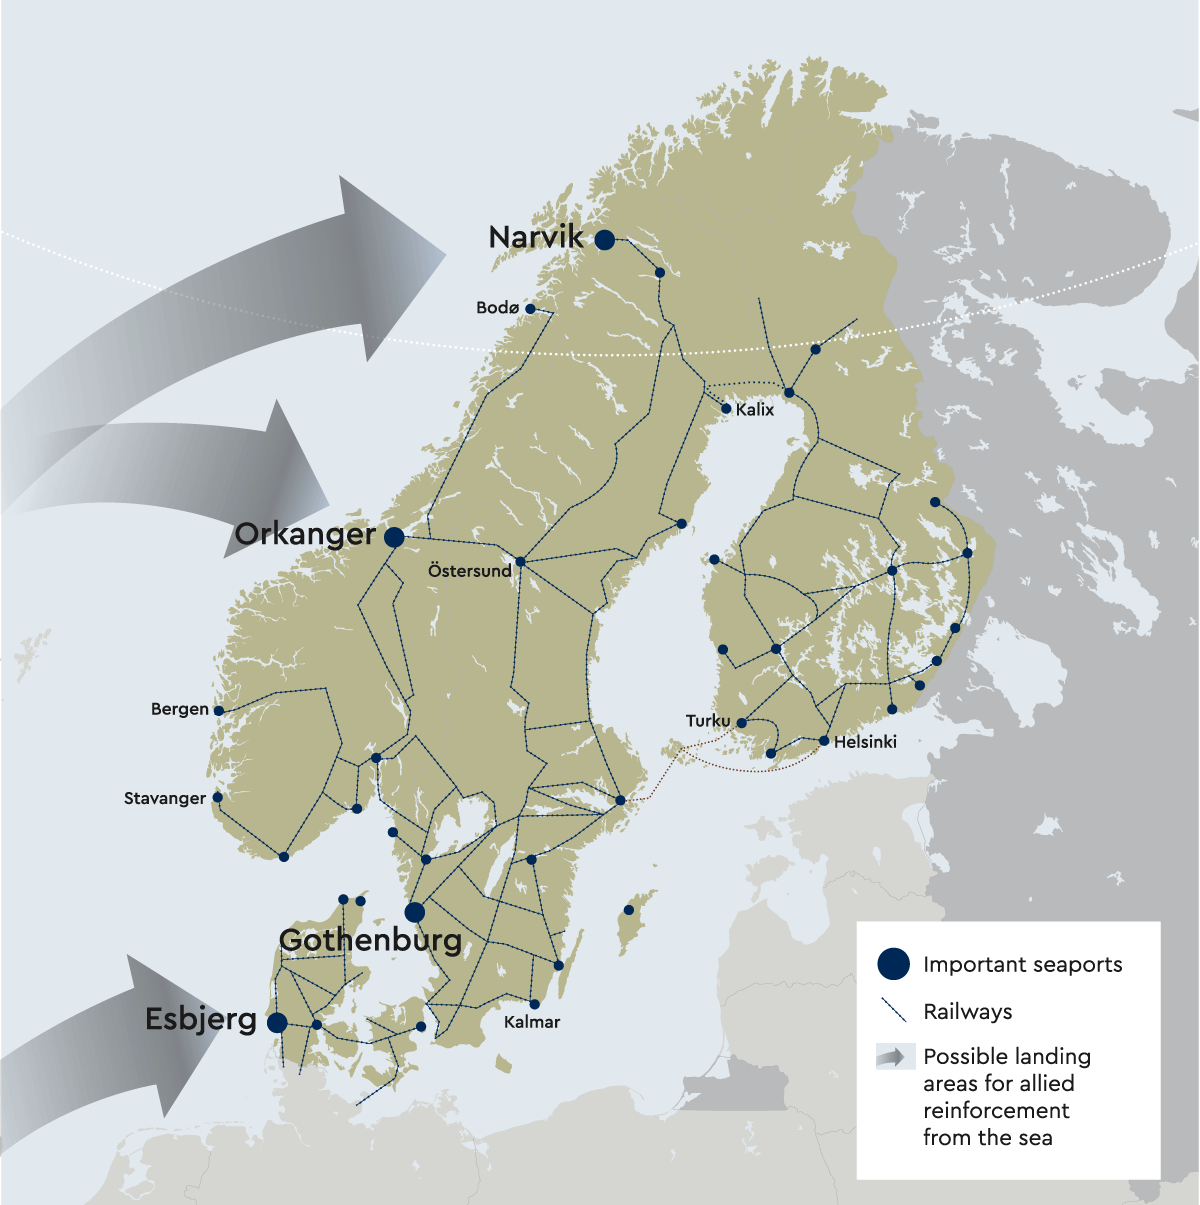 Narvik
Bodø
Kalix
Orkanger
Östersund
Bergen
Turku
Helsinki
Stavanger
Gothenburg
Esbjerg
Kalmar
Important seaports
Railways
Possible landing
areas for allied
reinforcement
from the sea